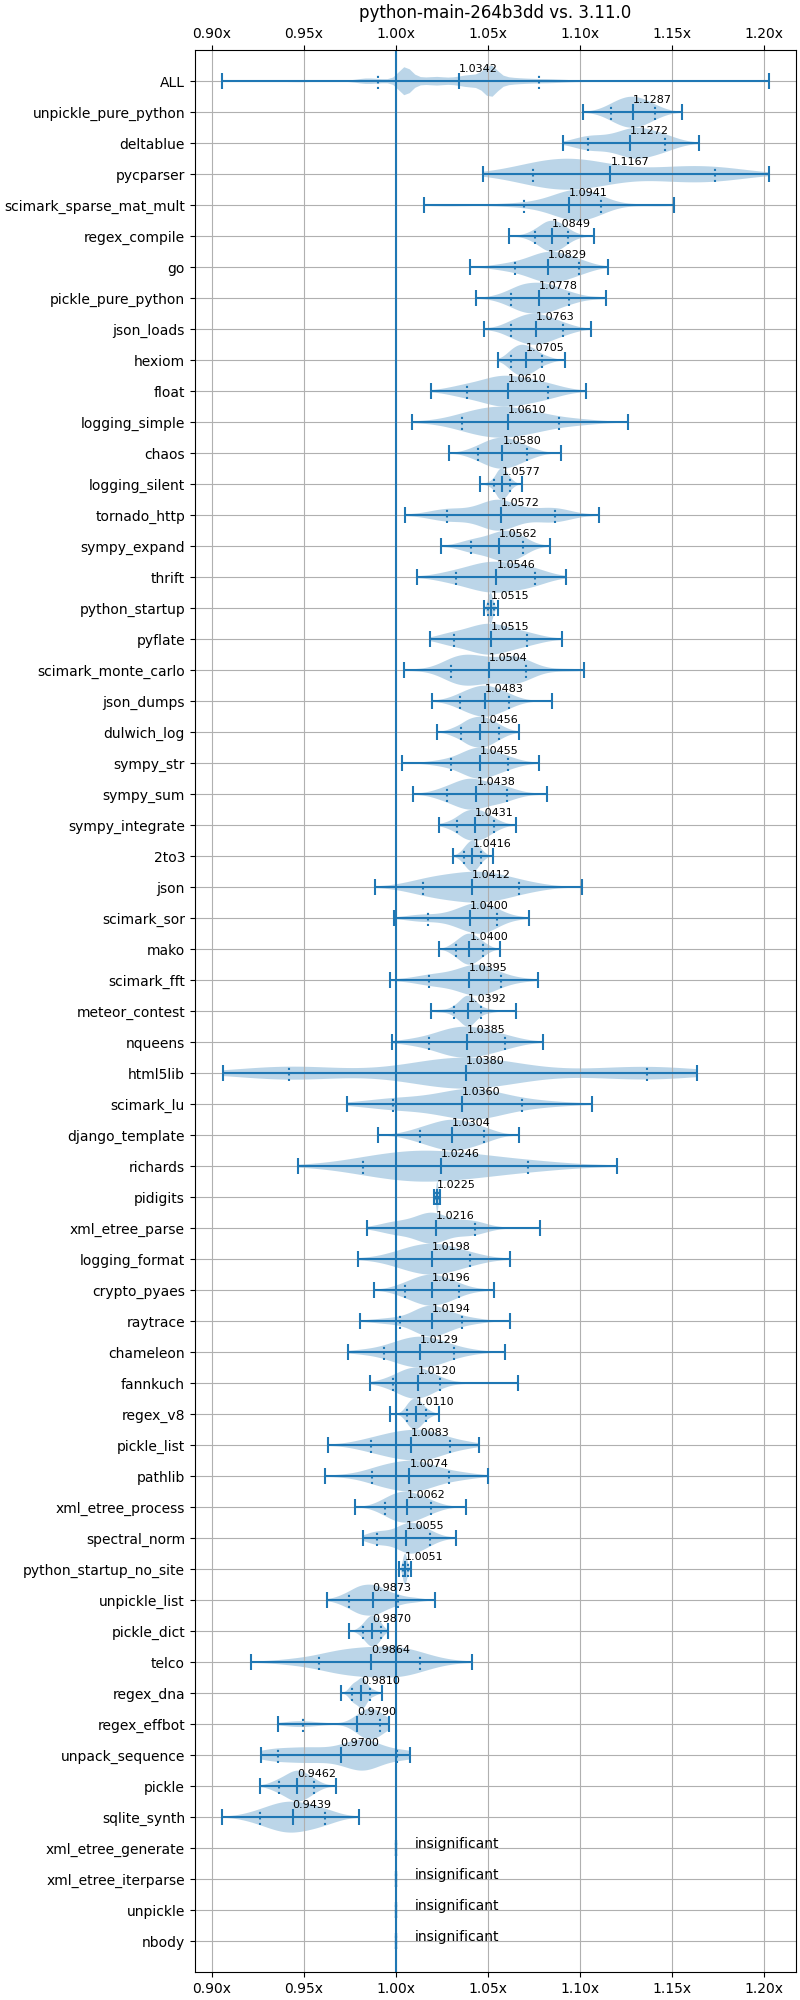 python-main-264b3dd vs. 3.11.0
0.90x 0.95x 1.00x 1.05x 1.10x 1.15x 1.20x
ALL 1.0342
unpickle_pure_python 1.1287
deltablue 1.1272
pycparser 1.1167
scimark_sparse_mat_mult 1.0941
regex_compile 1.0849
go 1.0829
pickle_pure_python 1.0778
json_loads 1.0763
hexiom 1.0705
float 1.0610
logging_simple 1.0610
chaos 1.0580
logging_silent 1.0577
tornado_http 1.0572
sympy_expand 1.0562
thrift 1.0546
python_startup 1.0515
pyflate 1.0515
scimark_monte_carlo 1.0504
json_dumps 1.0483
dulwich_log 1.0456
sympy_str 1.0455
sympy_sum 1.0438
sympy_integrate 1.0431
2to3 1.0416
json 1.0412
scimark_sor 1.0400
mako 1.0400
scimark_fft 1.0395
meteor_contest 1.0392
nqueens 1.0385
html5lib 1.0380
scimark_lu 1.0360
django_template 1.0304
richards 1.0246
pidigits 1.0225
xml_etree_parse 1.0216
logging_format 1.0198
crypto_pyaes 1.0196
raytrace 1.0194
chameleon 1.0129
fannkuch 1.0120
regex_v8 1.0110
pickle_list 1.0083
pathlib 1.0074
xml_etree_process 1.0062
spectral_norm 1.0055
python_startup_no_site 1.0051
unpickle_list 0.9873
pickle_dict 0.9870
telco 0.9864
regex_dna 0.9810
regex_effbot 0.9790
unpack_sequence 0.9700
pickle 0.9462
sqlite_synth 0.9439
xml_etree_generate insignificant
xml_etree_iterparse insignificant
unpickle insignificant
nbody insignificant
0.90x 0.95x 1.00x 1.05x 1.10x 1.15x 1.20x